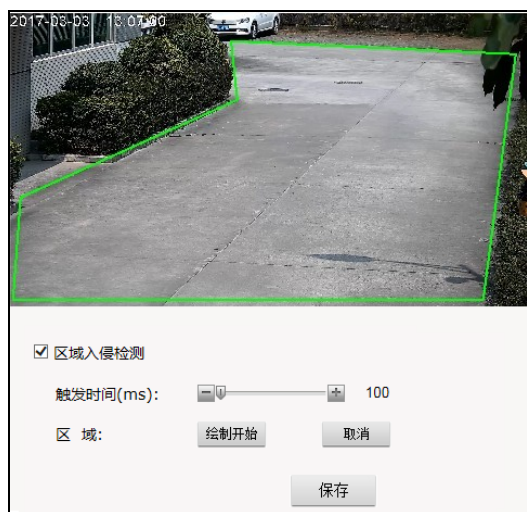 2017-08-03 13:07:00
区域入侵检测
触发时间(ms): 100
区 域: 绘制开始 取消
保存